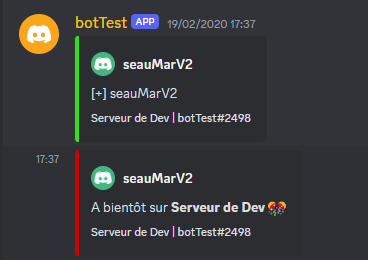 botTest APP 19/02/2020 17:37
seauMarV2
[+] seauMarV2
Serveur de Dev | botTest#2498
17:37
seauMarV2
A bientôt sur Serveur de Dev
Serveur de Dev | botTest#2498